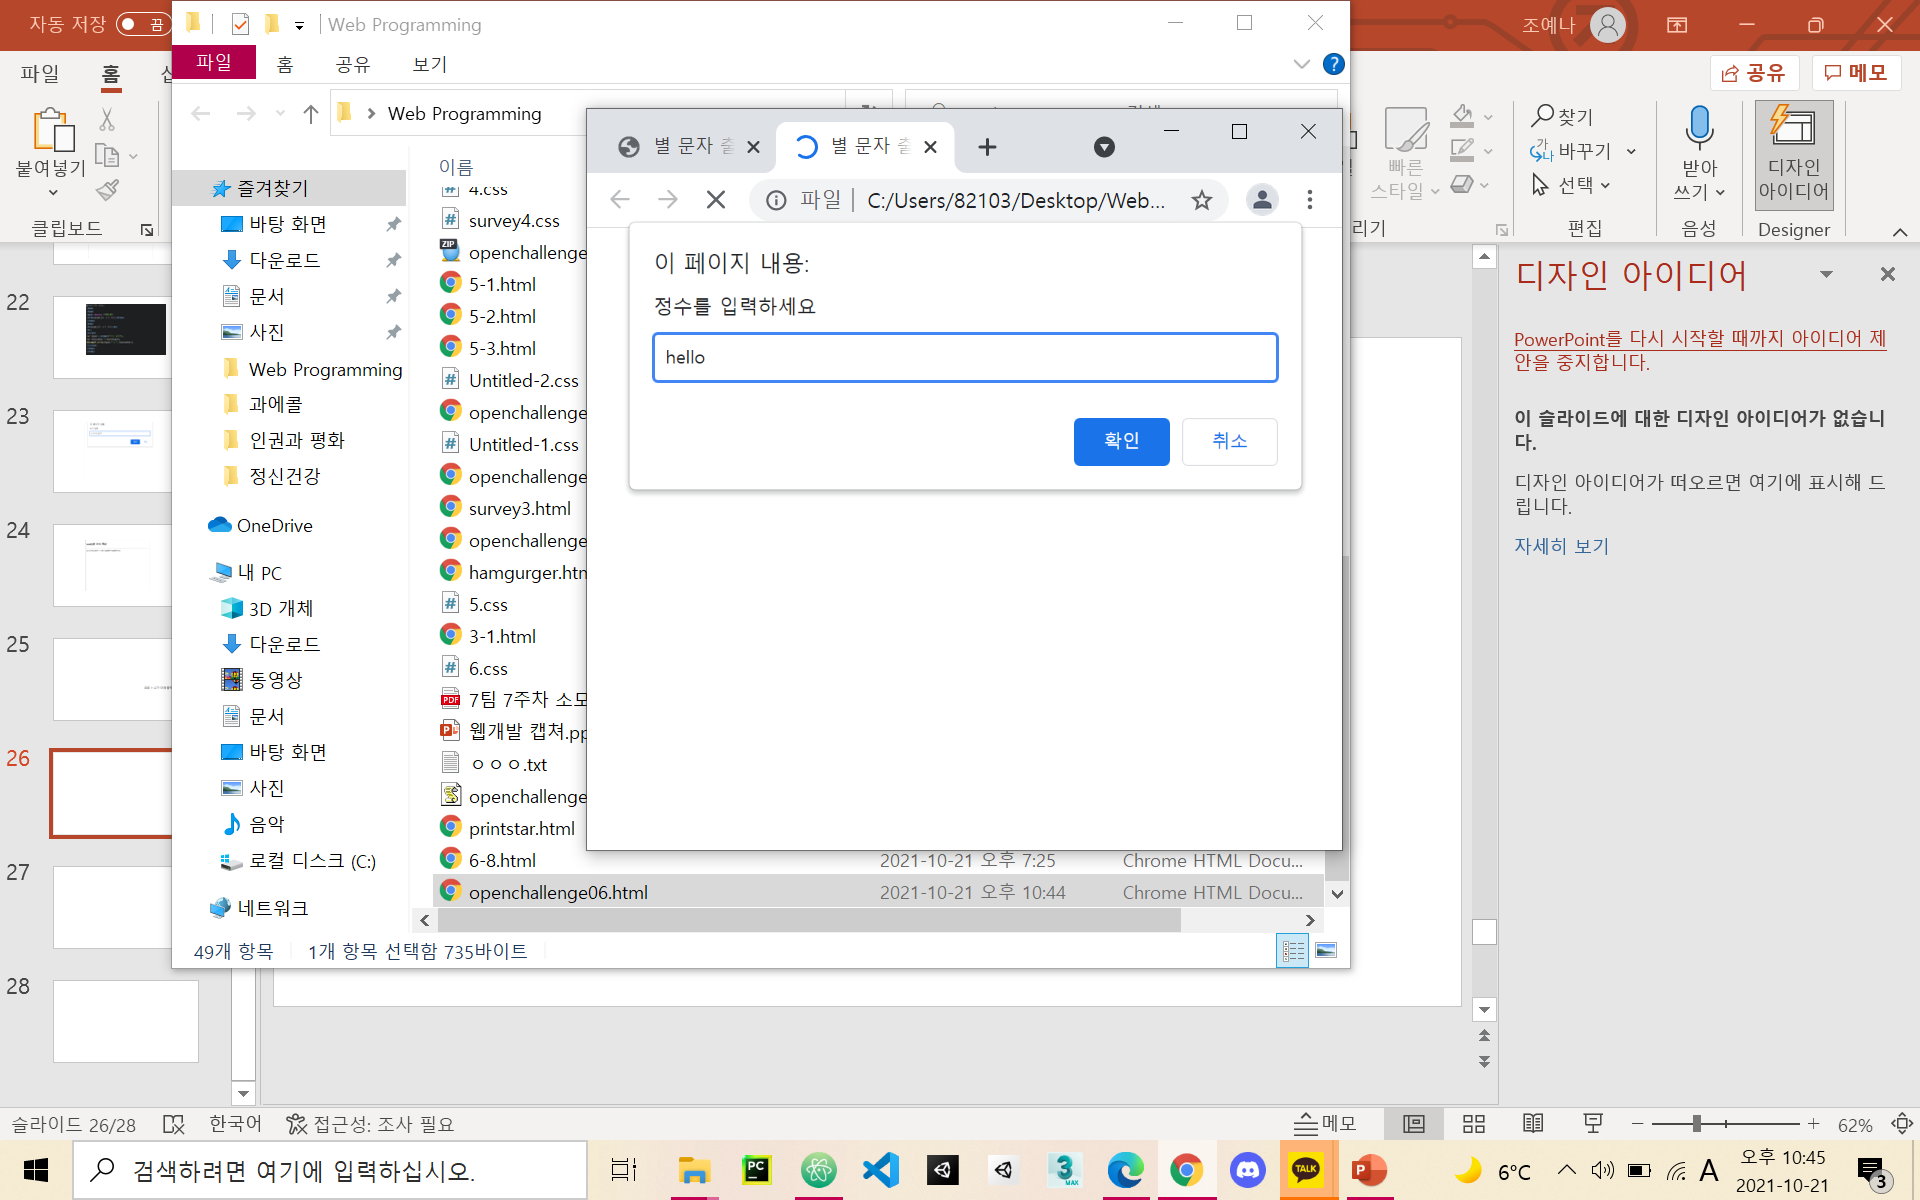 자동 저장 끔
Web Programming
조예나
파일 홈 공유 보기
파일 홈
공유 메모
Web Programming
붙여넣기
클립보드
빠른
스타일
찾기
바꾸기
선택
편집
받아
쓰기
음성
디자인
아이디어
Designer
리기
이름
즐겨찾기
바탕 화면
다운로드
문서
사진
Web Programming
과에콜
인권과 평화
정신건강
OneDrive
내 PC
3D 개체
다운로드
동영상
문서
바탕 화면
사진
음악
로컬 디스크 (C:)
네트워크
4.css
survey4.css
openchallenge
5-1.html
5-2.html
5-3.html
Untitled-2.css
openchallenge
Untitled-1.css
openchallenge
survey3.html
openchallenge
hamgurger.htm
5.css
3-1.html
6.css
7팀 7주차 소모
웹개발 캡쳐.pp
ㅇㅇㅇ.txt
openchallenge
printstar.html
6-8.html 2021-10-21 오후 7:25 Chrome HTML Docu...
openchallenge06.html 2021-10-21 오후 10:44 Chrome HTML Docu...
49개 항목 1개 항목 선택함 735바이트
별 문자 출 별 문자 출
파일 C:/Users/82103/Desktop/Web...
이 페이지 내용:
정수를 입력하세요
hello
확인 취소
디자인 아이디어
PowerPoint를 다시 시작할 때까지 아이디어 제
안을 중지합니다.
이 슬라이드에 대한 디자인 아이디어가 없습니
다.
디자인 아이디어가 떠오르면 여기에 표시해 드
립니다.
자세히 보기
22
23
24
25
26
27
28
슬라이드 26/28 한국어 접근성: 조사 필요 메모 62%
검색하려면 여기에 입력하십시오.
6°C A 오후 10:45
2021-10-21
3